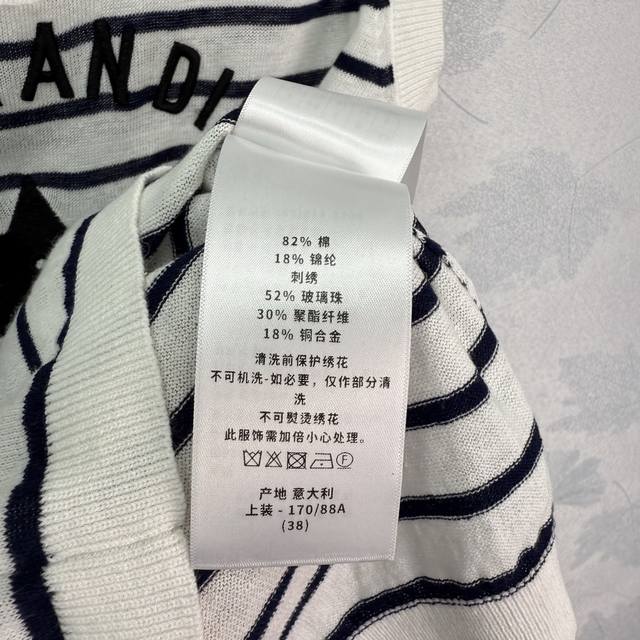 ANDI
82% 棉
18% 锦纶
刺绣
52% 玻璃珠
30% 聚酯纤维
18% 铜合金
清洗前保护绣花
不可机洗-如必要，仅作部分清
洗
不可熨烫绣花
此服饰需加倍小心处理。
产地 意大利
上装 - 170/88A
(38)